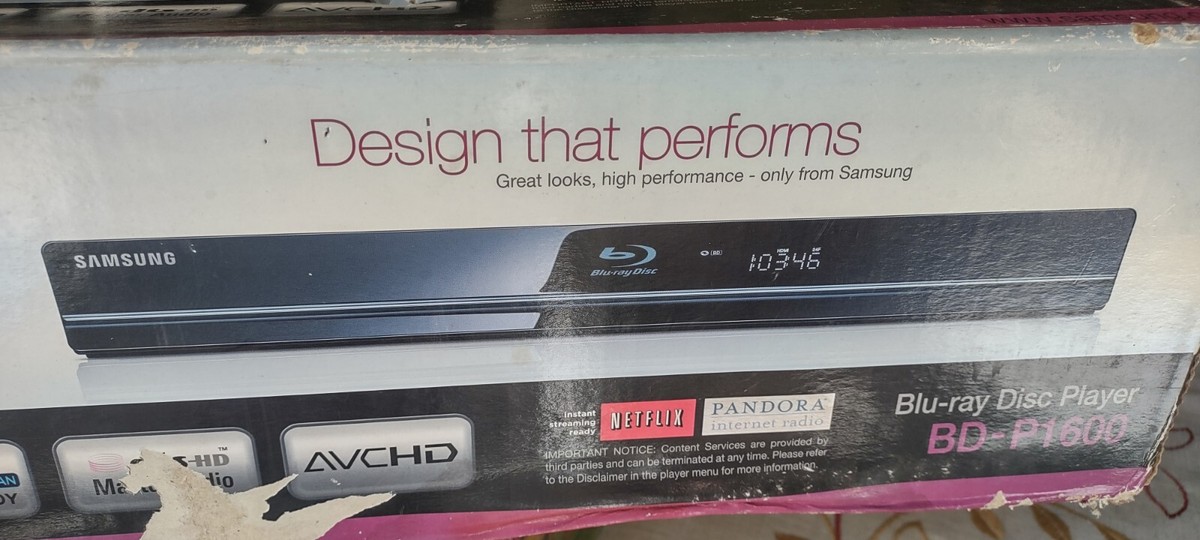 AVCHD
Design that performs
Great looks, high performance - only from Samsung
SAMSUNG
Blu-ray Disc
10346
instant
streaming
ready
NETFLIX
PANDORA
internet radio
IMPORTANT NOTICE: Content Services are provided by
third parties and can be terminated at any time. Please refer
to the Disclaimer in the player menu for more information.
Blu-ray Disc Player
BD-P1600
AVCHD